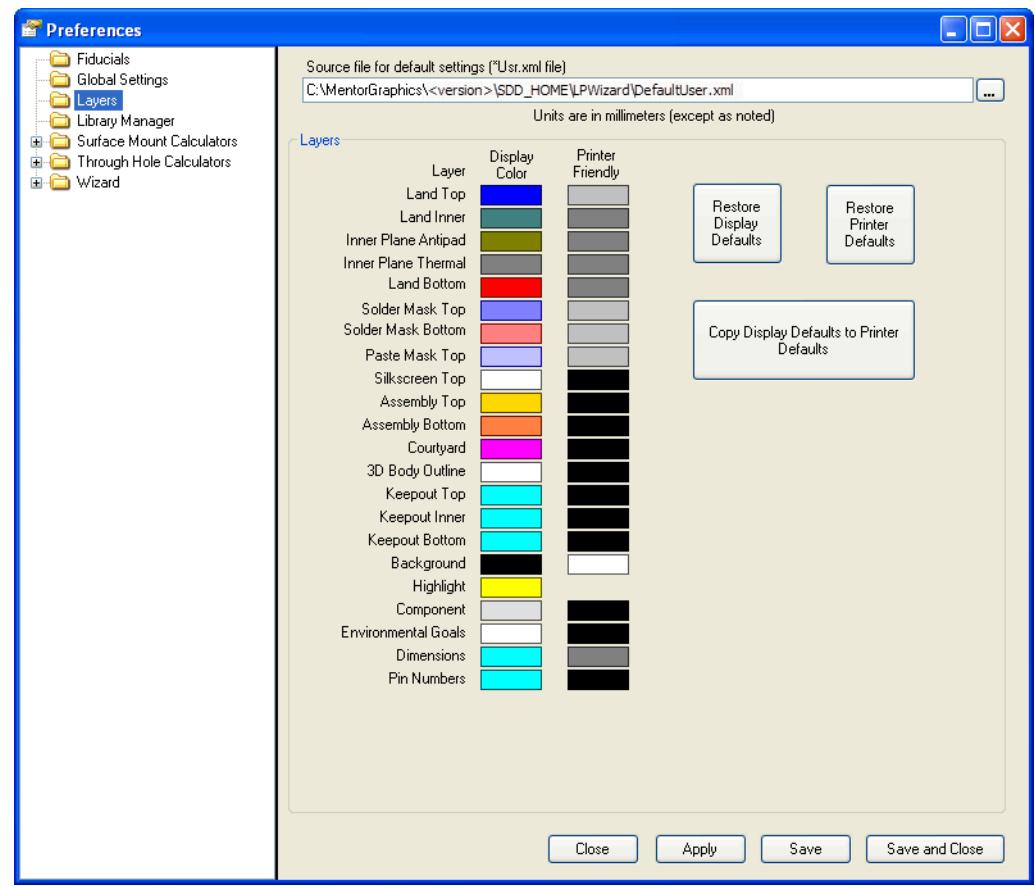 Preferences
Fiducials
Global Settings
Layers
Library Manager
Surface Mount Calculators
Through Hole Calculators
Wizard
Source file for default settings (*Usr.xml file)
C:\MentorGraphics\<version>\SDD_HOME\LPWizard\DefaultUser.xml
...
Units are in millimeters (except as noted)
Layers
Layer
Display
Color
Printer
Friendly
Land Top
Land Inner
Inner Plane Antipad
Inner Plane Thermal
Land Bottom
Solder Mask Top
Solder Mask Bottom
Paste Mask Top
Silkscreen Top
Assembly Top
Assembly Bottom
Courtyard
3D Body Outline
Keepout Top
Keepout Inner
Keepout Bottom
Background
Highlight
Component
Environmental Goals
Dimensions
Pin Numbers
Restore
Display
Defaults
Restore
Printer
Defaults
Copy Display Defaults to Printer
Defaults
Close
Apply
Save
Save and Close